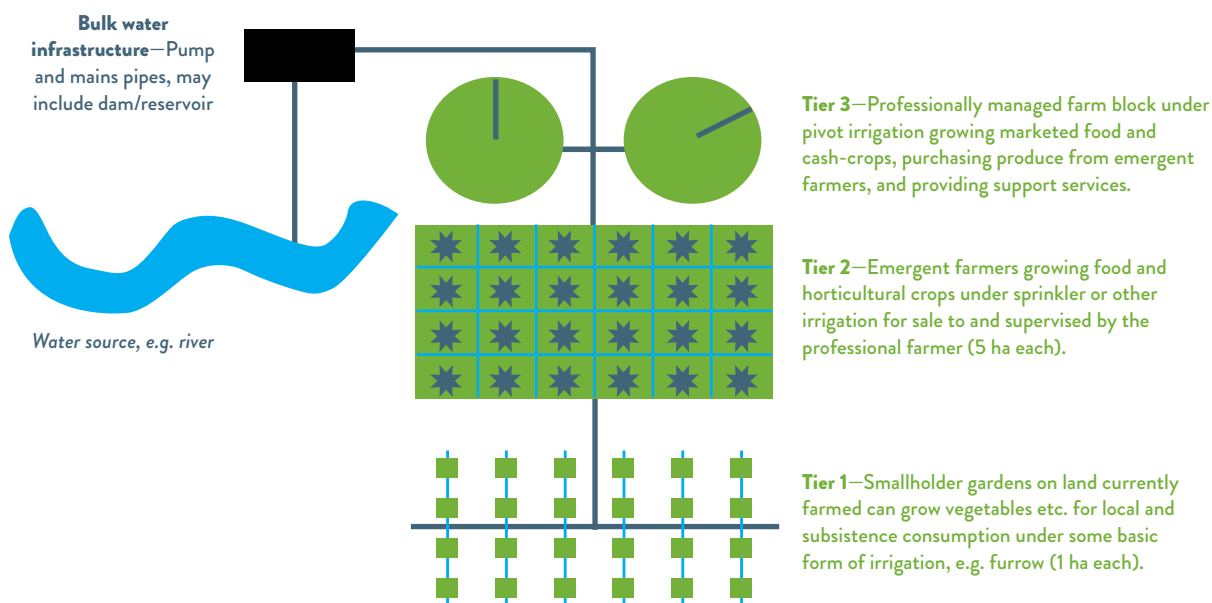 Bulk water
infrastructure—Pump
and mains pipes, may
include dam/reservoir
Water source, e.g. river
Tier 3—Professionally managed farm block under
pivot irrigation growing marketed food and
cash-crops, purchasing produce from emergent
farmers, and providing support services.
Tier 2—Emergent farmers growing food and
horticultural crops under sprinkler or other
irrigation for sale to and supervised by the
professional farmer (5 ha each).
Tier 1—Smallholder gardens on land currently
farmed can grow vegetables etc. for local and
subsistence consumption under some basic
form of irrigation, e.g. furrow (1 ha each).